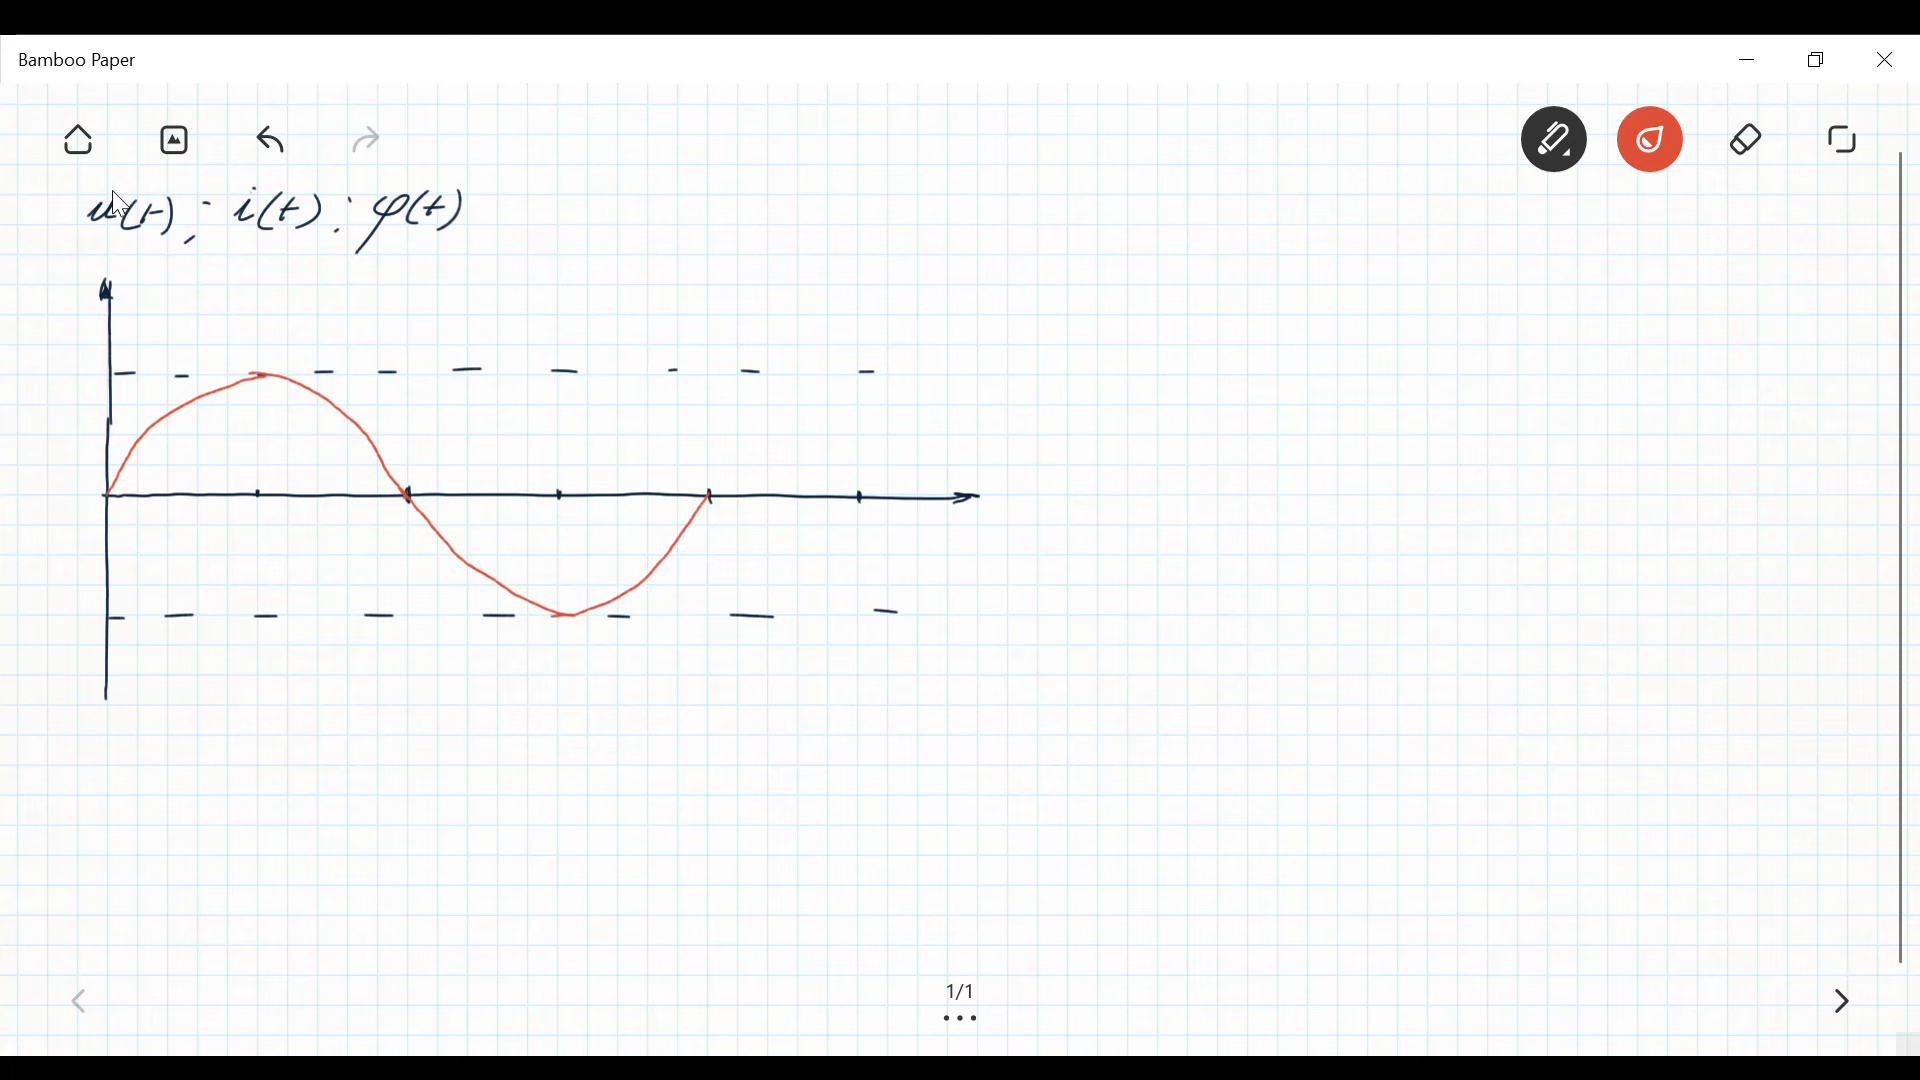 Bamboo Paper
u(t), i(t); φ(t)
1/1